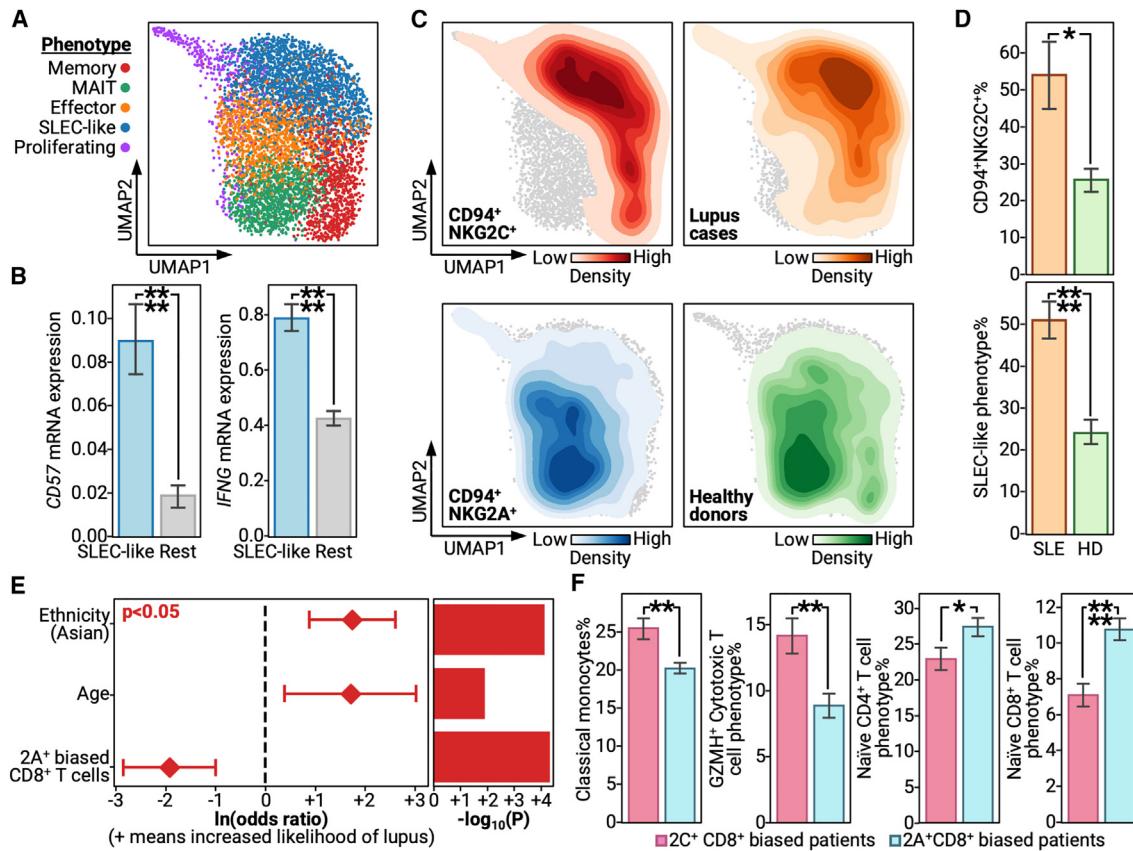 A
Phenotype
Memory
MAIT
Effector
SLEC-like
Proliferating
UMAP2
UMAP1
B
CD57 mRNA expression
0.10
0.08
0.06
0.04
0.02
0.00
**
**
SLEC-like Rest
IFNG mRNA expression
0.8
0.6
0.4
0.2
0.0
**
**
SLEC-like Rest
C
CD94+
NKG2C+
UMAP2
UMAP1
Low High
Density
Lupus
cases
Low High
Density
CD94+
NKG2A+
UMAP2
UMAP1
Low High
Density
Healthy
donors
Low High
Density
D
CD94+NKG2C+%
60
50
40
30
20
10
0
*
SLEC-like phenotype%
50
40
30
20
10
0
**
**
SLE HD
E
p<0.05
Ethnicity
(Asian)
Age
2A+ biased
CD8+ T cells
-3 -2 -1 0 +1 +2 +3
ln(odds ratio)
(+ means increased likelihood of lupus)
0 +1 +2 +3 +4
-log10(P)
F
Classical monocytes%
25
20
15
10
5
0
**
GZMH+ Cytotoxic T
cell phenotype%
15
10
5
0
**
Naïve CD4+ T cell
phenotype%
30
25
20
15
10
5
0
*
Naïve CD8+ T cell
phenotype%
12
10
8
6
4
2
0
**
**
2C+ CD8+ biased patients
2A+CD8+ biased patients